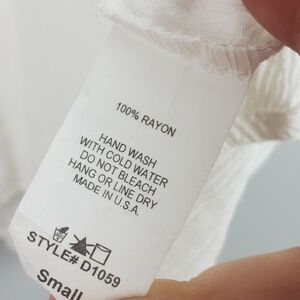 100% RAYON
HAND WASH
WITH COLD WATER
DO NOT BLEACH
HANG OR LINE DRY
MADE IN U.S.A.
STYLE# D1059
Small